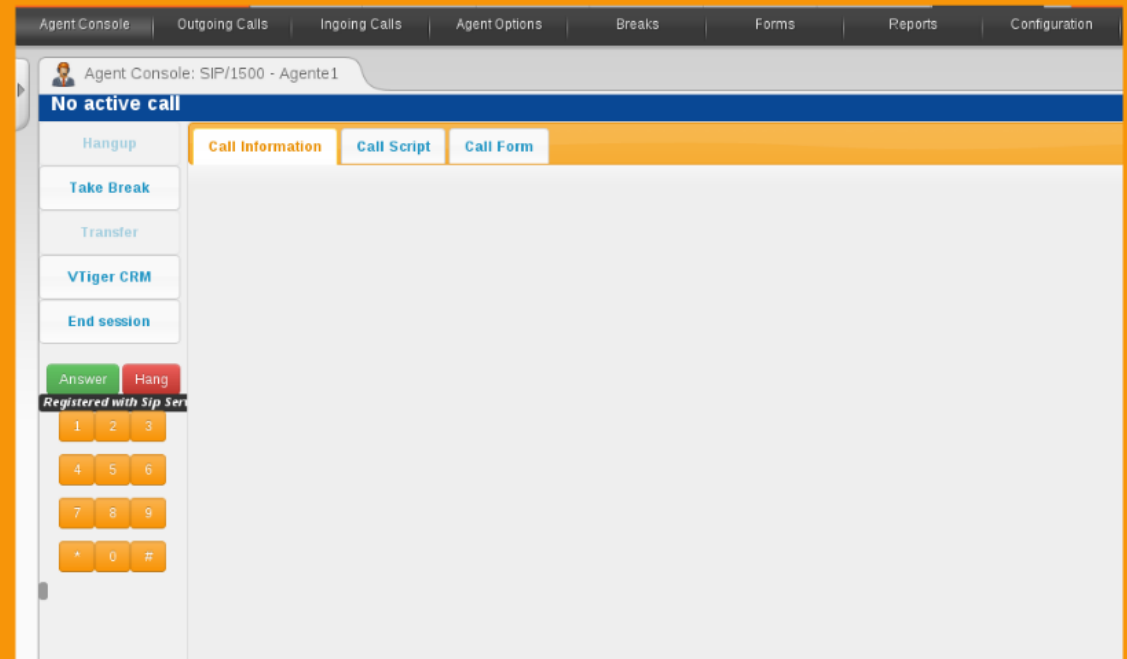 Agent Console Outgoing Calls Ingoing Calls Agent Options Breaks Forms Reports Configuration
Agent Console: SIP/1500 - Agente1
No active call
Hangup
Call Information Call Script Call Form
Take Break
Transfer
VTiger CRM
End session
Answer Hang
Registered with Sip Ser
1 2 3
4 5 6
7 8 9
* 0 #